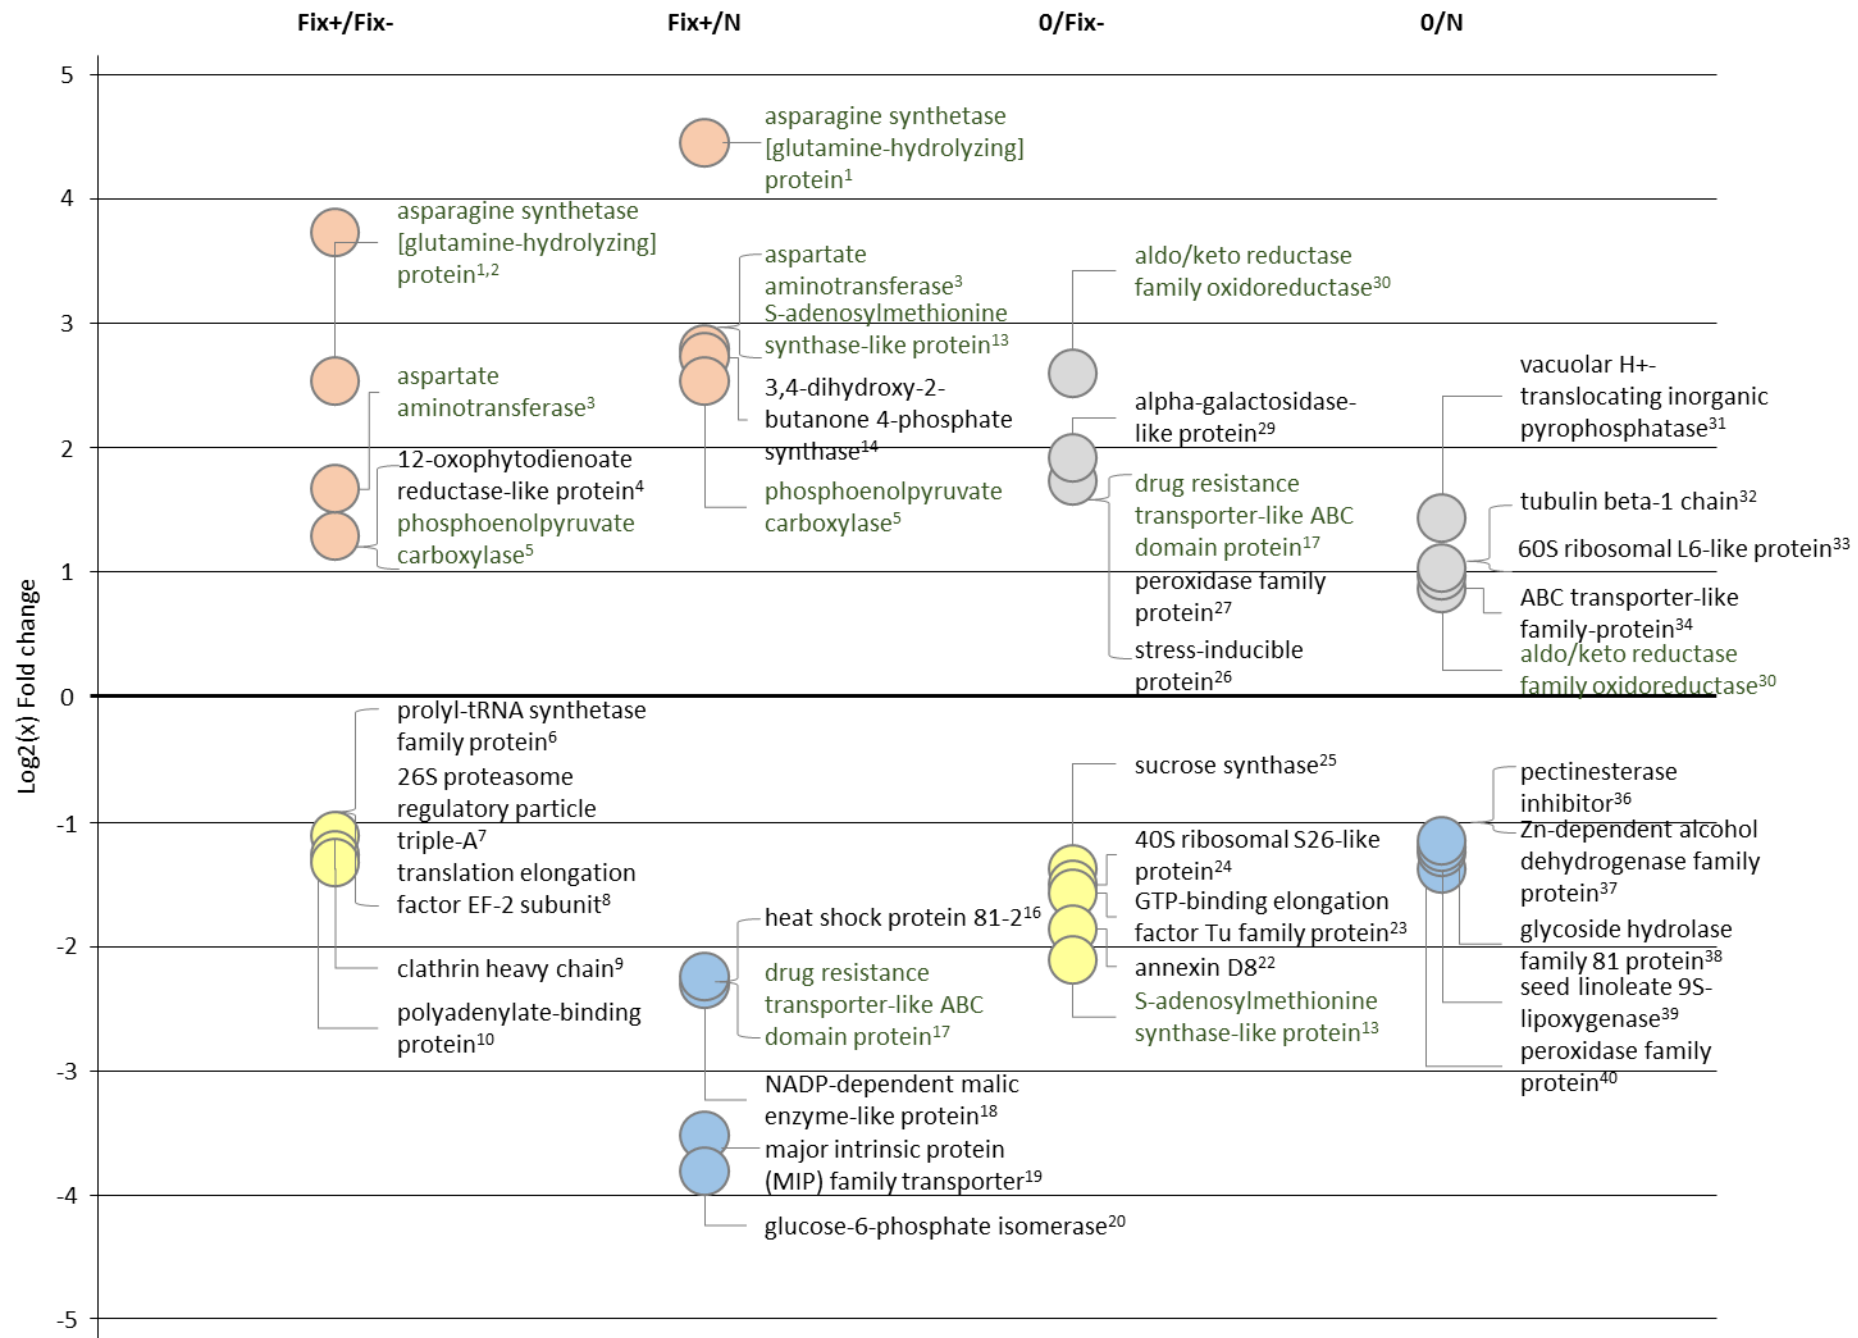 Fix+/Fix-
Fix+/N
0/Fix-
0/N
Log2(x) Fold change
5
4
3
2
1
0
-1
-2
-3
-4
-5
asparagine synthetase
[glutamine-hydrolyzing]
protein1,2
aspartate
aminotransferase3
12-oxophytodienoate
reductase-like protein4
phosphoenolpyruvate
carboxylase5
prolyl-tRNA synthetase
family protein6
26S proteasome
regulatory particle
triple-A7
translation elongation
factor EF-2 subunit8
clathrin heavy chain9
polyadenylate-binding
protein10
asparagine synthetase
[glutamine-hydrolyzing]
protein1
aspartate
aminotransferase3
S-adenosylmethionine
synthase-like protein13
3,4-dihydroxy-2-
butanone 4-phosphate
synthase14
phosphoenolpyruvate
carboxylase5
heat shock protein 81-216
drug resistance
transporter-like ABC
domain protein17
NADP-dependent malic
enzyme-like protein18
major intrinsic protein
(MIP) family transporter19
glucose-6-phosphate isomerase20
aldo/keto reductase
family oxidoreductase30
alpha-galactosidase-
like protein29
drug resistance
transporter-like ABC
domain protein17
peroxidase family
protein27
stress-inducible
protein26
sucrose synthase25
40S ribosomal S26-like
protein24
GTP-binding elongation
factor Tu family protein23
annexin D822
S-adenosylmethionine
synthase-like protein13
vacuolar H+-
translocating inorganic
pyrophosphatase31
tubulin beta-1 chain32
60S ribosomal L6-like protein33
ABC transporter-like
family-protein34
aldo/keto reductase
family oxidoreductase30
pectinesterase
inhibitor36
Zn-dependent alcohol
dehydrogenase family
protein37
glycoside hydrolase
family 81 protein38
seed linoleate 9S-
lipoxygenase39
peroxidase family
protein40